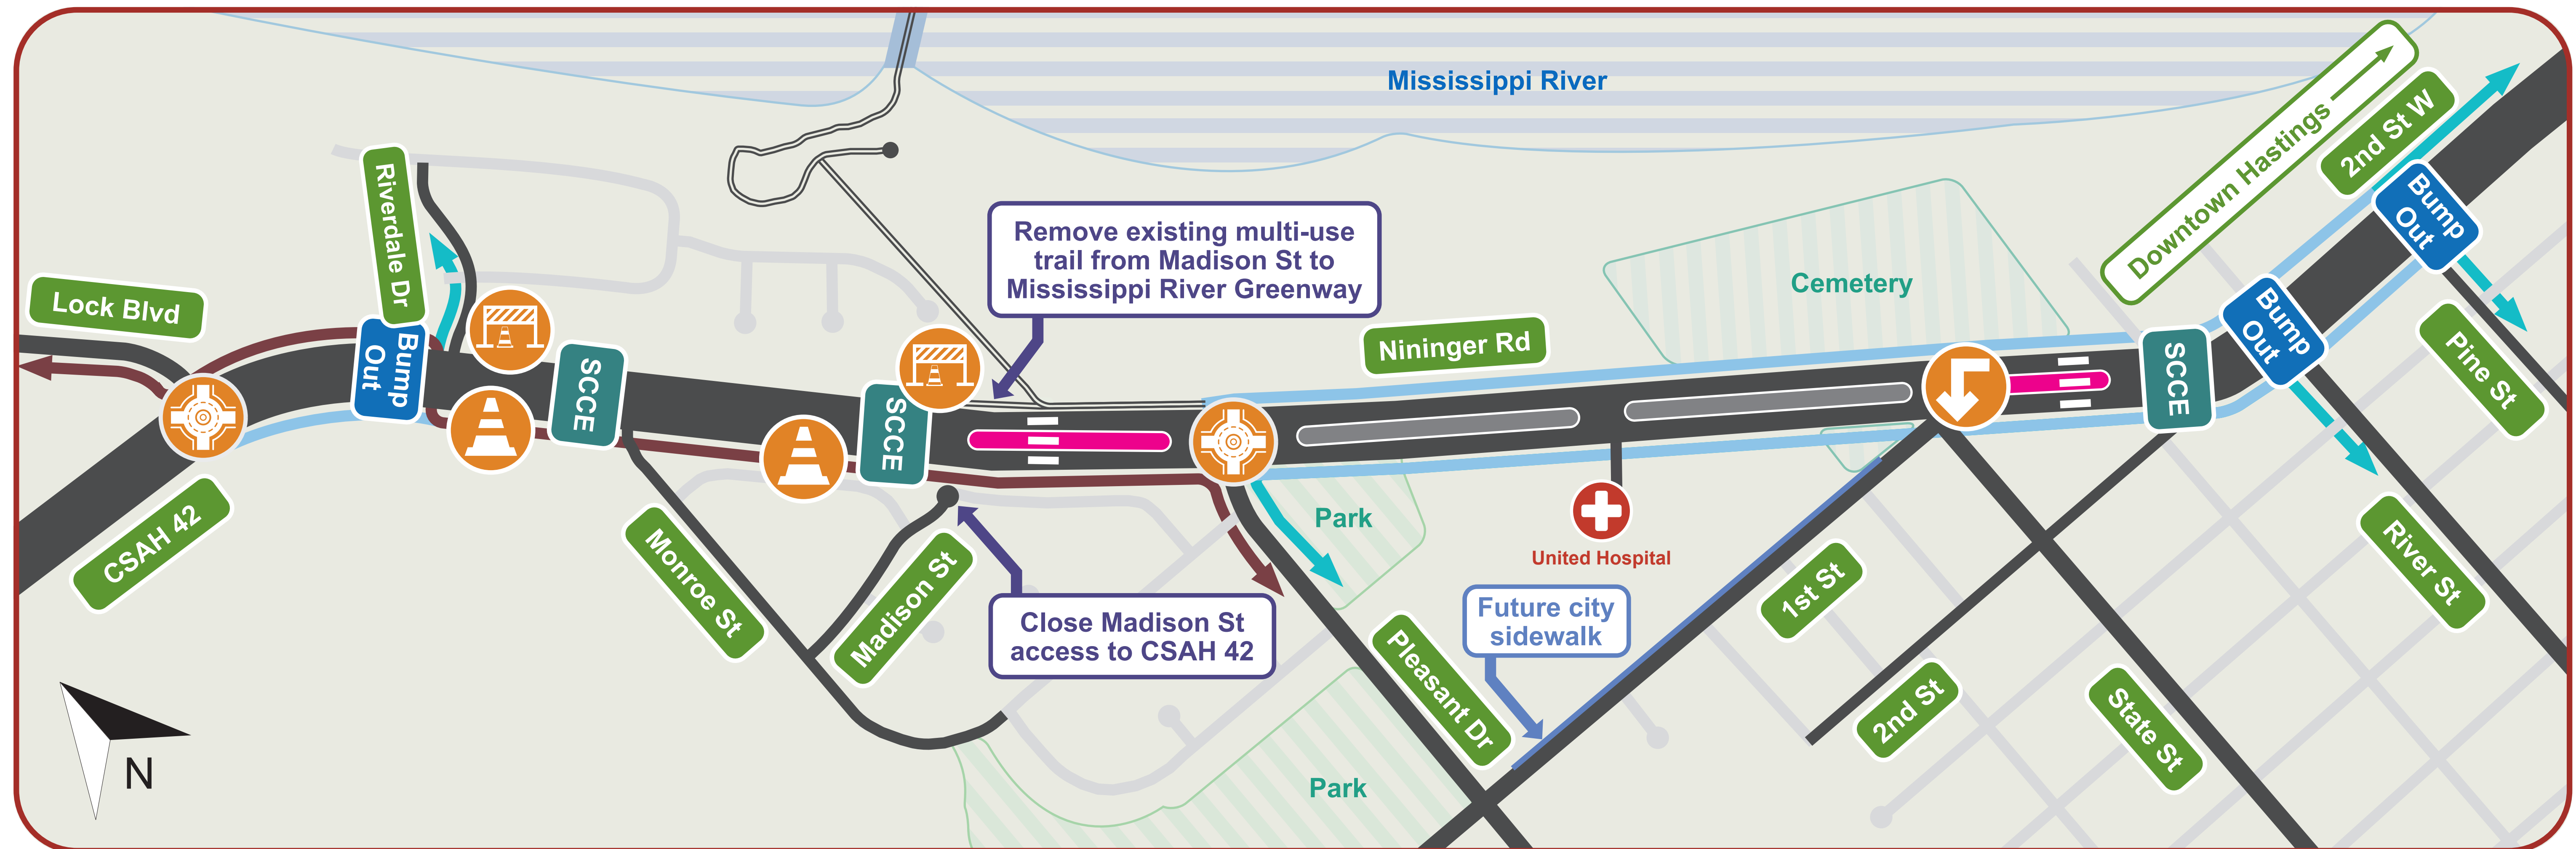 Mississippi River
Downtown Hastings
2nd St W
Bump
Out
Riverdale Dr
Lock Blvd
Bump
Out
SCCE
Remove existing multi-use
trail from Madison St to
Mississippi River Greenway
SCCE
Nininger Rd
Cemetery
SCCE
Bump
Out
Pine St
CSAH 42
Monroe St
Madison St
Close Madison St
access to CSAH 42
Park
United Hospital
Future city
sidewalk
Pleasant Dr
1st St
2nd St
State St
River St
Park
N